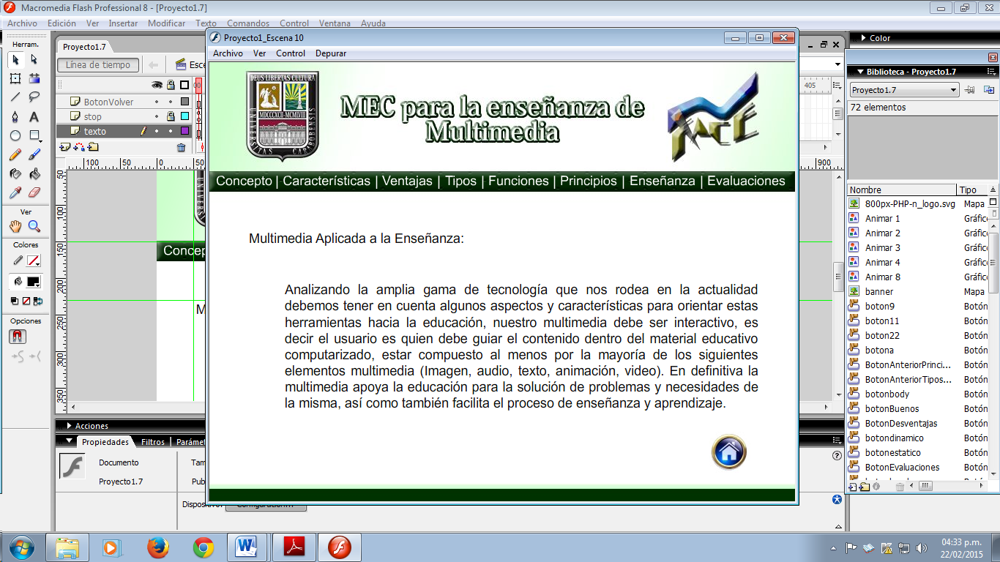 Macromedia Flash Professional 8 - [Proyecto1.7]
Archivo Edición Ver Insertar Modificar Texto Comandos Control Ventana Ayuda
Herram.
Ver
Colores
Opciones
Proyecto1.7
Línea de tiempo
Esce
BotonVolver
stop
texto
405
100 50 0 50
900
50
100
150
200
250
300
350
Concep
M
Proyecto1_Escena 10
Archivo Ver Control Depurar
DEUS LIBERTAS CULTURA
MDCCCXCII-MCMLVIII
MEC para la enseñanza de
Multimedia
FACE
Concepto | Características | Ventajas | Tipos | Funciones | Principios | Enseñanza | Evaluaciones
Multimedia Aplicada a la Enseñanza:
Analizando la amplia gama de tecnología que nos rodea en la actualidad
debemos tener en cuenta algunos aspectos y características para orientar estas
herramientas hacia la educación, nuestro multimedia debe ser interactivo, es
decir el usuario es quien debe guiar el contenido dentro del material educativo
computarizado, estar compuesto al menos por la mayoría de los siguientes
elementos multimedia (Imagen, audio, texto, animación, video). En definitiva la
multimedia apoya la educación para la solución de problemas y necesidades de
la misma, así como también facilita el proceso de enseñanza y aprendizaje.
Acciones
Propiedades Filtros Parámet
Documento
Proyecto1.7
Tam
Pub
Dispositivo:
Color
Biblioteca - Proyecto1.7
Proyecto1.7
72 elementos
Nombre Tipo
800px-PHP-n_logo.svg Mapa
Animar 1 Gráfic
Animar 2 Gráfic
Animar 3 Gráfic
Animar 4 Gráfic
Animar 8 Gráfic
banner Mapa
boton9 Botón
boton11 Botón
boton22 Botón
botona Botón
BotonAnteriorPrinci... Botón
BotonAnteriorTipos... Botón
botonbody Botón
botonBuenos Botón
BotonDesventajas Botón
botondinamico Botón
botonestatico Botón
BotonEvaluaciones Botón
04:33 p.m.
22/02/2015